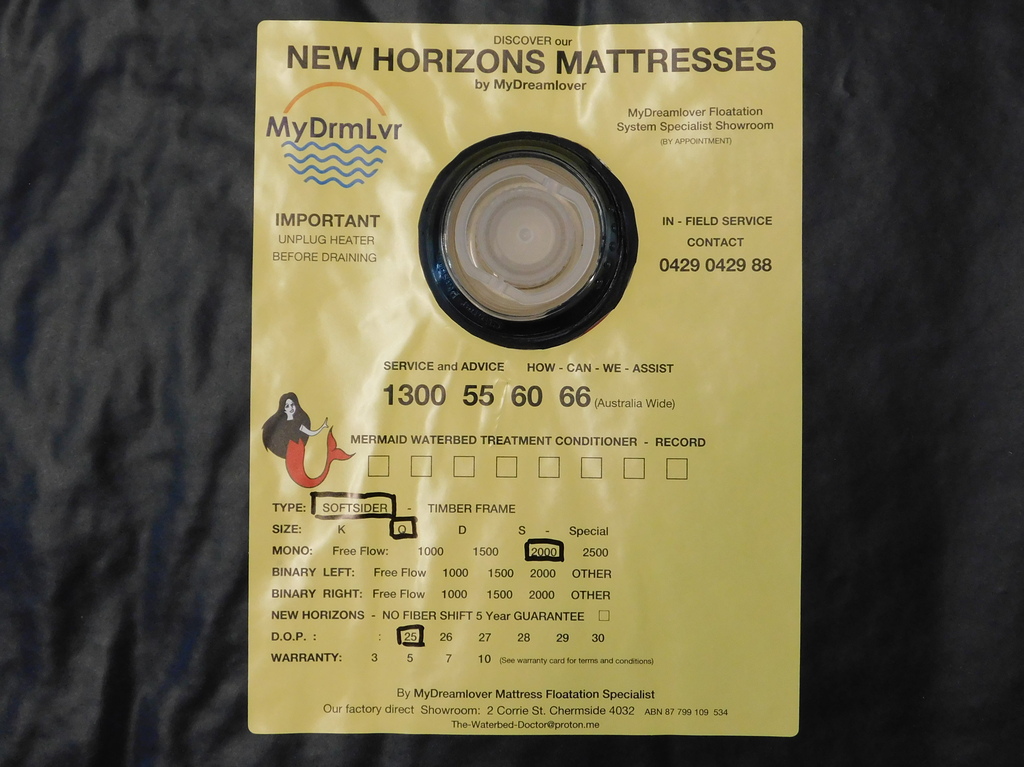 DISCOVER our
NEW HORIZONS MATTRESSES
by MyDreamlover
MyDrmLvr
MyDreamlover Floatation
System Specialist Showroom
(BY APPOINTMENT)
IMPORTANT
UNPLUG HEATER
BEFORE DRAINING
IN - FIELD SERVICE
CONTACT
0429 0429 88
SERVICE and ADVICE HOW - CAN - WE - ASSIST
1300 55 60 66 (Australia Wide)
MERMAID WATERBED TREATMENT CONDITIONER - RECORD
TYPE: SOFTSIDER - TIMBER FRAME
SIZE: K Q D S - Special
MONO: Free Flow: 1000 1500 2000 2500
BINARY LEFT: Free Flow 1000 1500 2000 OTHER
BINARY RIGHT: Free Flow 1000 1500 2000 OTHER
NEW HORIZONS - NO FIBER SHIFT 5 Year GUARANTEE
D.O.P. : : 25 26 27 28 29 30
WARRANTY: 3 5 7 10 (See warranty card for terms and conditions)
By MyDreamlover Mattress Floatation Specialist
Our factory direct Showroom: 2 Corrie St. Chermside 4032 ABN 87 799 109 534
The-Waterbed-Doctor@proton.me